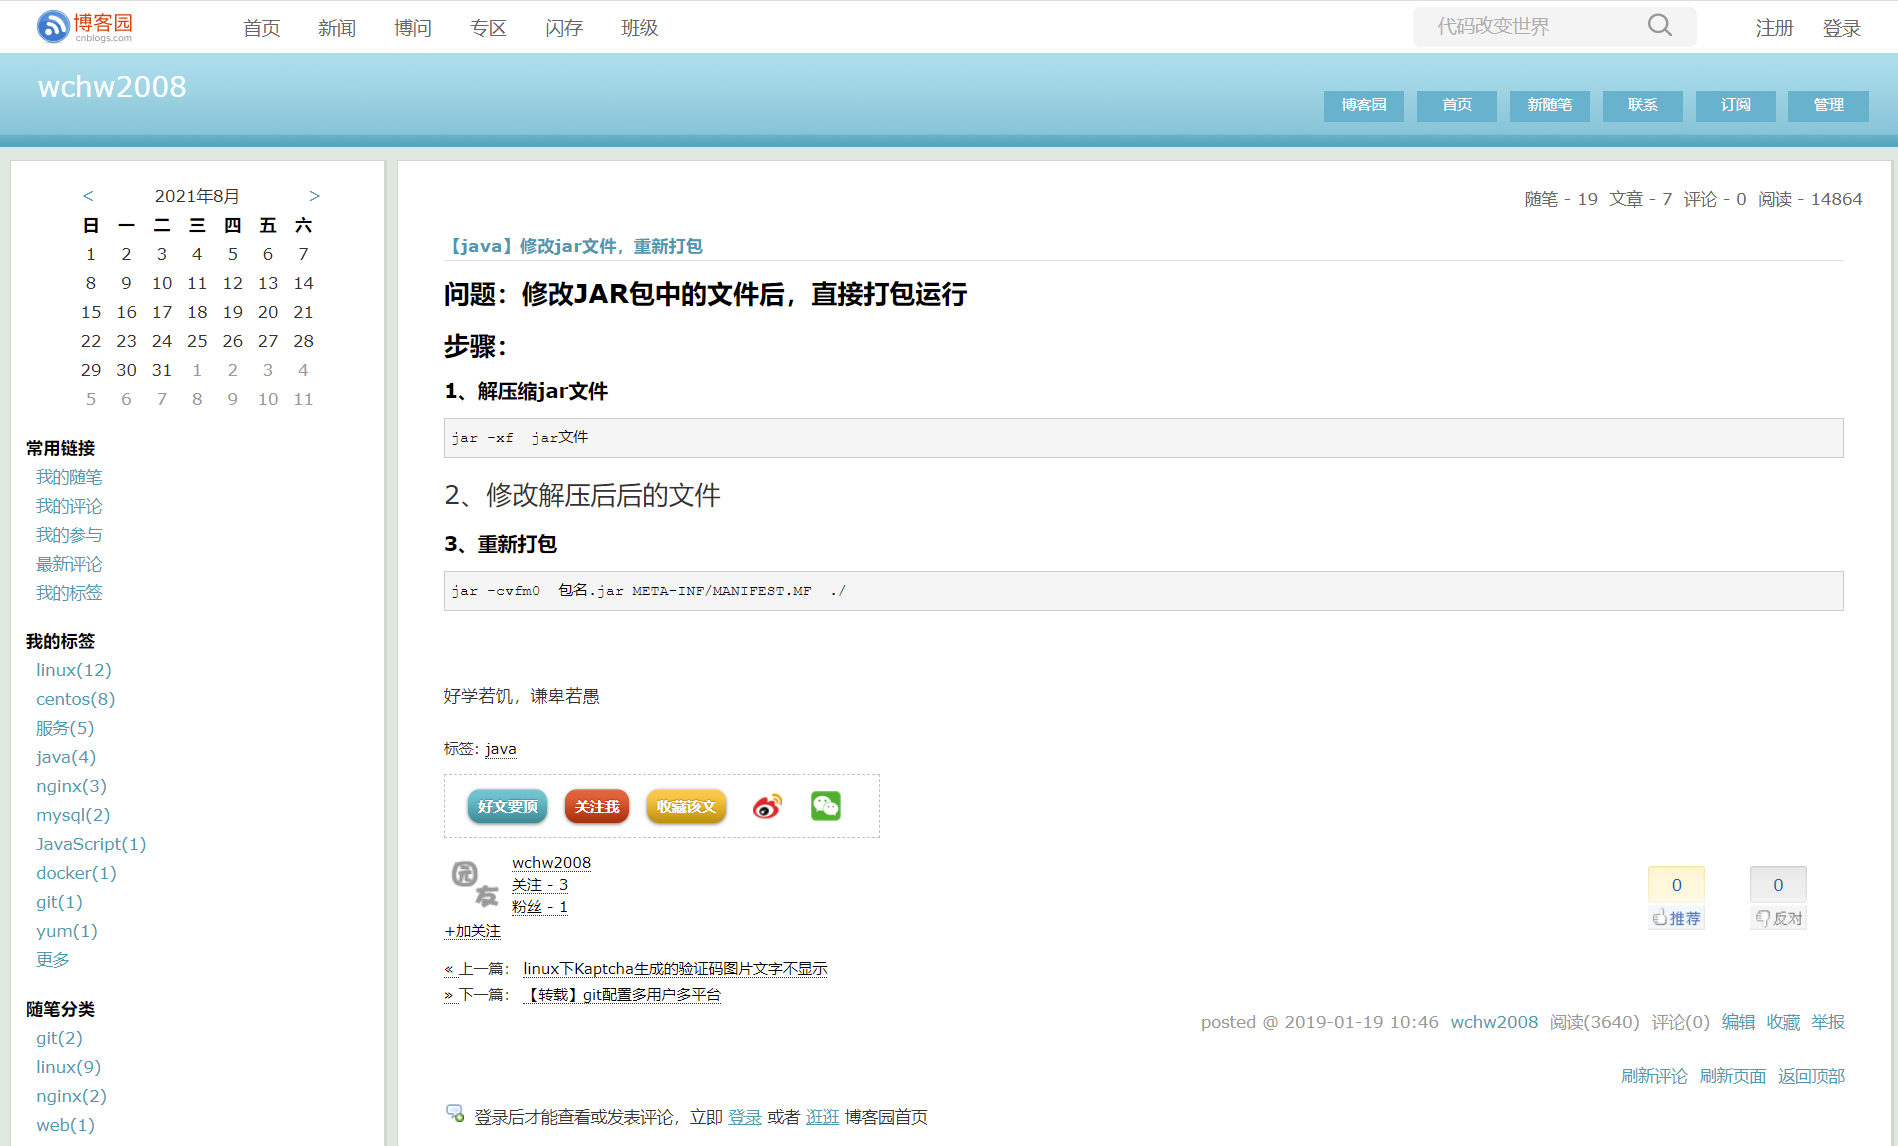 博客园
cnblogs.com
首页 新闻 博问 专区 闪存 班级
代码改变世界
注册 登录
wchw2008
博客园 首页 新随笔 联系 订阅 管理
< 2021年8月 >
日 一 二 三 四 五 六
1 2 3 4 5 6 7
8 9 10 11 12 13 14
15 16 17 18 19 20 21
22 23 24 25 26 27 28
29 30 31 1 2 3 4
5 6 7 8 9 10 11
常用链接
我的随笔
我的评论
我的参与
最新评论
我的标签
我的标签
linux(12)
centos(8)
服务(5)
java(4)
nginx(3)
mysql(2)
JavaScript(1)
docker(1)
git(1)
yum(1)
更多
随笔分类
git(2)
linux(9)
nginx(2)
web(1)
随笔 - 19 文章 - 7 评论 - 0 阅读 - 14864
【java】修改jar文件，重新打包
问题：修改JAR包中的文件后，直接打包运行
步骤：
1、解压缩jar文件
jar -xf  jar文件
2、修改解压后后的文件
3、重新打包
jar -cvfm0  包名.jar META-INF/MANIFEST.MF  ./
好学若饥，谦卑若愚
标签: java
好文要顶 关注我 收藏该文
园友
wchw2008
关注 - 3
粉丝 - 1
+加关注
0 0
推荐 反对
« 上一篇： linux下Kaptcha生成的验证码图片文字不显示
» 下一篇： 【转载】git配置多用户多平台
posted @ 2019-01-19 10:46 wchw2008 阅读(3640) 评论(0) 编辑 收藏 举报
刷新评论 刷新页面 返回顶部
登录后才能查看或发表评论，立即 登录 或者 逛逛 博客园首页